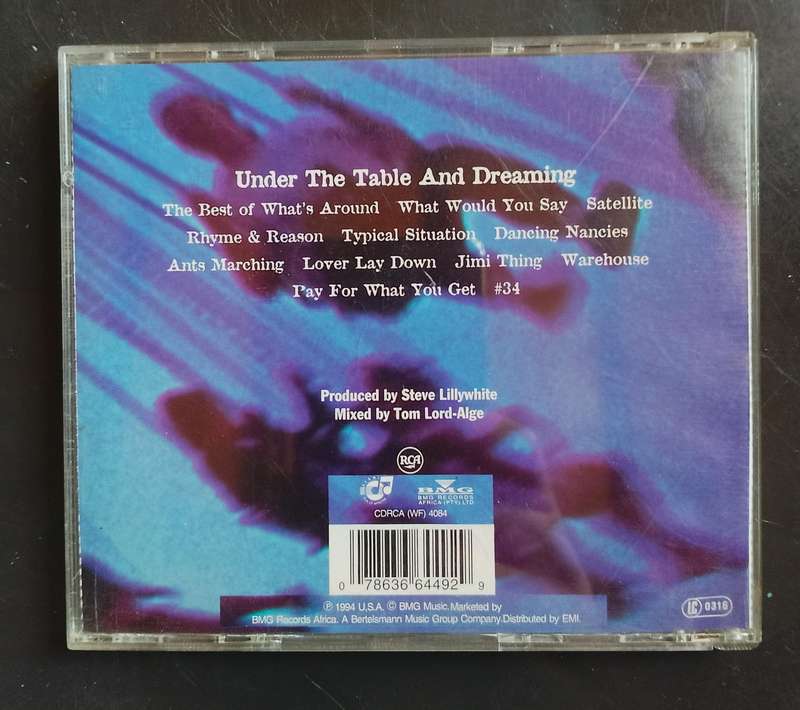 Under The Table And Dreaming
The Best of What's Around What Would You Say Satellite
Rhyme & Reason Typical Situation Dancing Nancies
Ants Marching Lover Lay Down Jimi Thing Warehouse
Pay For What You Get #34
Produced by Steve Lillywhite
Mixed by Tom Lord-Alge
RCA
BMG
BMG RECORDS
AFRICA (PTY) LTD
CDRCA (WF) 4084
0 78636 64492 9
℗ 1994 U.S.A. © BMG Music. Marketed by
BMG Records Africa. A Bertelsmann Music Group Company. Distributed by EMI.
LC 0316